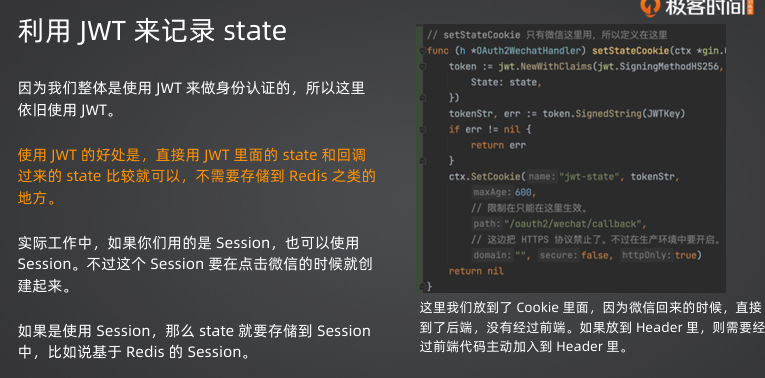 极客时间
利用 JWT 来记录 state
因为我们整体是使用 JWT 来做身份认证的，所以这里
依旧使用 JWT。
使用 JWT 的好处是，直接用 JWT 里面的 state 和回调
过来的 state 比较就可以，不需要存储到 Redis 之类的
地方。
实际工作中，如果你们用的是 Session，也可以使用
Session。不过这个 Session 要在点击微信的时候就创
建起来。
如果是使用 Session，那么 state 就要存储到 Session
中，比如说基于 Redis 的 Session。
// setStateCookie 只有微信这里用，所以定义在这里
func (h *OAuth2WechatHandler) setStateCookie(ctx *gin.
token := jwt.NewWithClaims(jwt.SigningMethodHS256,
State: state,
})
tokenStr, err := token.SignedString(JWTKey)
if err != nil {
return err
}
ctx.SetCookie( name: "jwt-state", tokenStr,
maxAge: 600,
// 限制在只能在这里生效。
path: "/oauth2/wechat/callback",
// 这边把 HTTPS 协议禁止了。不过在生产环境中要开启。
domain: "", secure: false, httpOnly: true)
return nil
}
这里我们放到了 Cookie 里面，因为微信回来的时候，直接
到了后端，没有经过前端。如果放到 Header 里，则需要经
过前端代码主动加入到 Header 里。